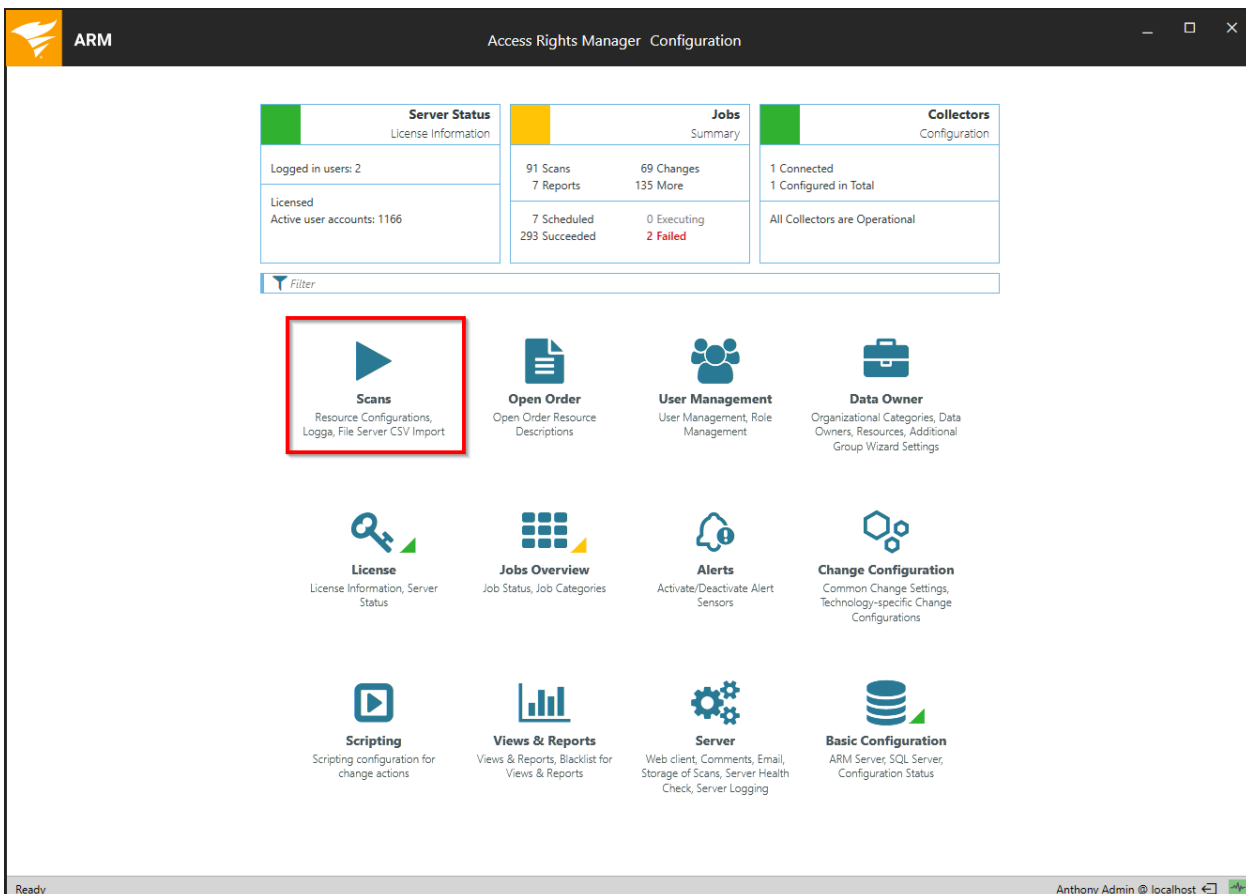 ARM
Access Rights Manager Configuration
Server Status
License Information
Logged in users: 2
Licensed
Active user accounts: 1166
Jobs
Summary
91 Scans 69 Changes
7 Reports 135 More
7 Scheduled 0 Executing
293 Succeeded 2 Failed
Collectors
Configuration
1 Connected
1 Configured in Total
All Collectors are Operational
Filter
Scans
Resource Configurations,
Logga, File Server CSV Import
Open Order
Open Order Resource
Descriptions
User Management
User Management, Role
Management
Data Owner
Organizational Categories, Data
Owners, Resources, Additional
Group Wizard Settings
License
License Information, Server
Status
Jobs Overview
Job Status, Job Categories
Alerts
Activate/Deactivate Alert
Sensors
Change Configuration
Common Change Settings,
Technology-specific Change
Configurations
Scripting
Scripting configuration for
change actions
Views & Reports
Views & Reports, Blacklist for
Views & Reports
Server
Web client, Comments, Email,
Storage of Scans, Server Health
Check, Server Logging
Basic Configuration
ARM Server, SQL Server,
Configuration Status
Ready
Anthony Admin @ localhost